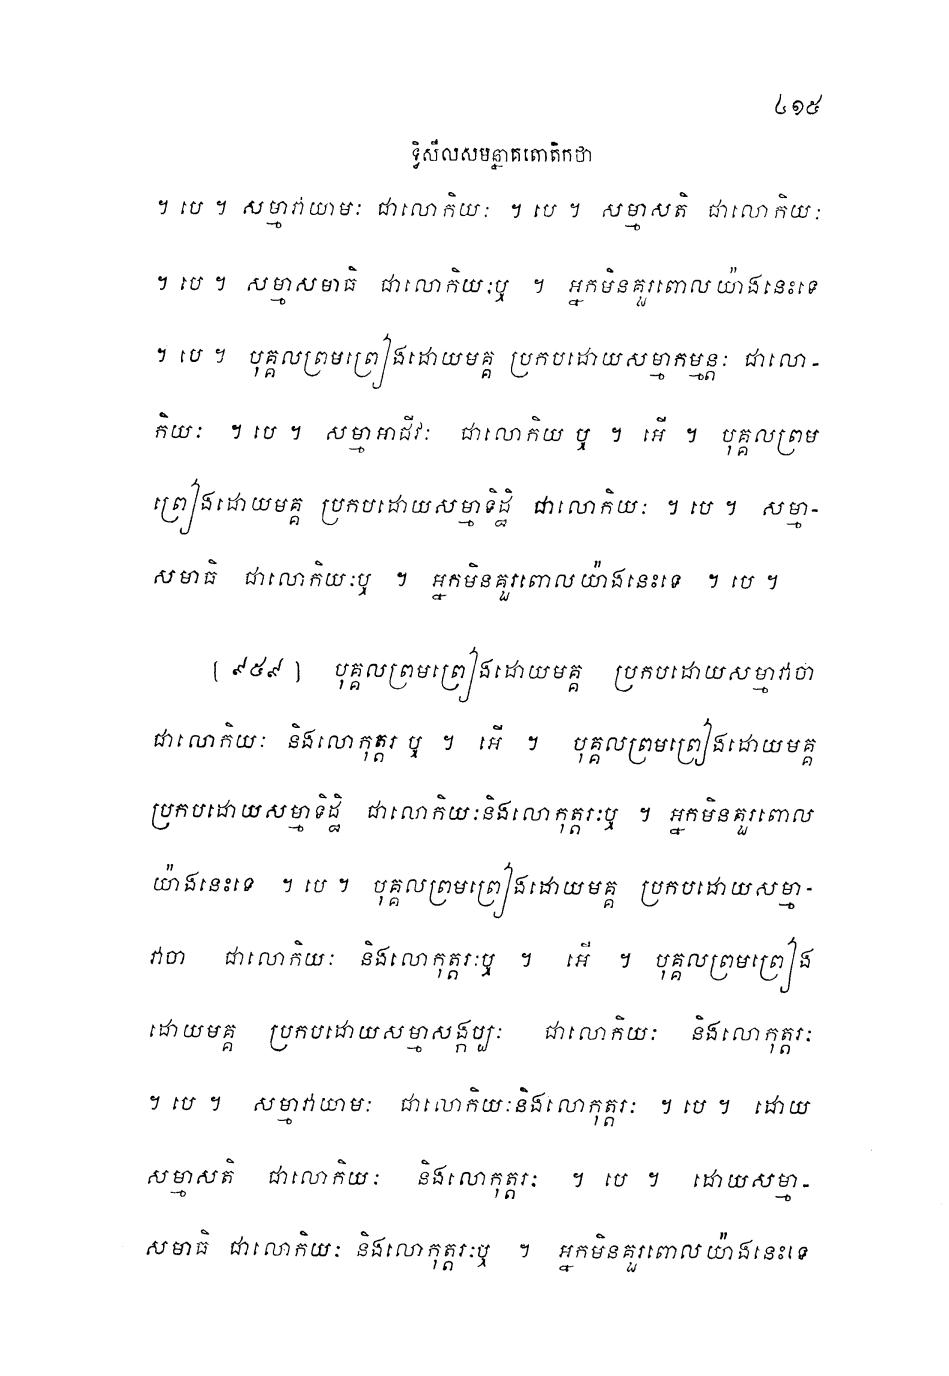 ៤១៥
ទ្វិសីលសមន្នាគតោតិកថា
។ បេ ។ សម្មាវាយាមៈ ជាលោកិយៈ ។ បេ ។ សម្មាសតិ ជាលោកិយៈ
។ បេ ។ សម្មាសមាធិ ជាលោកិយៈឬ ។ អ្នកមិនគួរពោលយ៉ាងនេះទេ
។ បេ ។ បុគ្គលព្រមព្រៀងដោយមគ្គ ប្រកបដោយសម្មាកម្មន្តៈ ជាលោ-
កិយៈ ។ បេ ។ សម្មាអាជីវៈ ជាលោកិយ ឬ ។ អើ ។ បុគ្គលព្រម
ព្រៀងដោយមគ្គ ប្រកបដោយសម្មាទិដ្ឋិ ជាលោកិយៈ ។ បេ ។ សម្មា-
សមាធិ ជាលោកិយៈឬ ។ អ្នកមិនគួរពោលយ៉ាងនេះទេ ។ បេ ។
[ ៩៥៩ ] បុគ្គលព្រមព្រៀងដោយមគ្គ ប្រកបដោយសម្មាវាចា
ជាលោកិយៈ និងលោកុត្តរ ឬ ។ អើ ។ បុគ្គលព្រមព្រៀងដោយមគ្គ
ប្រកបដោយសម្មាទិដ្ឋិ ជាលោកិយៈនិងលោកុត្តរៈឬ ។ អ្នកមិនគួរពោល
យ៉ាងនេះទេ ។ បេ ។ បុគ្គលព្រមព្រៀងដោយមគ្គ ប្រកបដោយសម្មា-
វាចា ជាលោកិយៈ និងលោកុត្តរៈឬ ។ អើ ។ បុគ្គលព្រមព្រៀង
ដោយមគ្គ ប្រកបដោយសម្មាសង្កប្បៈ ជាលោកិយៈ និងលោកុត្តរៈ
។ បេ ។ សម្មាវាយាមៈ ជាលោកិយៈនិងលោកុត្តរៈ ។ បេ ។ ដោយ
សម្មាសតិ ជាលោកិយៈ និងលោកុត្តរៈ ។ បេ ។ ដោយសម្មា-
សមាធិ ជាលោកិយៈ និងលោកុត្តរៈឬ ។ អ្នកមិនគួរពោលយ៉ាងនេះទេ